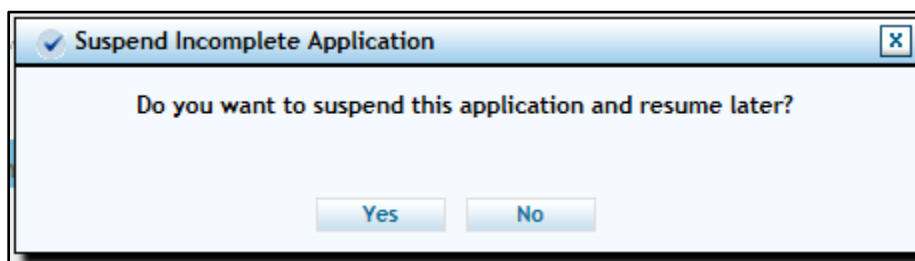 Suspend Incomplete Application
X
Do you want to suspend this application and resume later?
Yes No